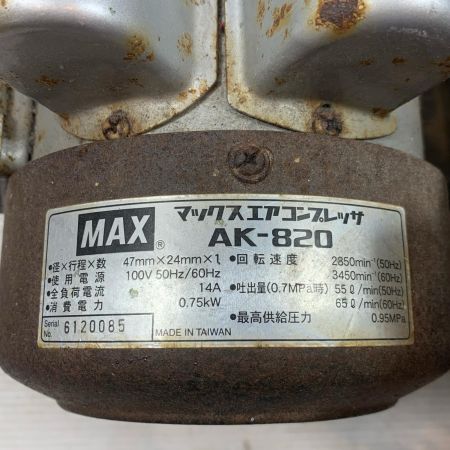 MAX® マックスエアコンプレッサ
AK-820
●径×行程×数 47mm×24mm×1
●使用電源 100V 50Hz/60Hz
●全負荷電流 14A
●消費電力 0.75kW
Serial No. 6120085
MADE IN TAIWAN
●回転速度 2850min⁻¹(50Hz)
3450min⁻¹(60Hz)
●吐出量(0.7MPa時) 55ℓ/min(50Hz)
65ℓ/min(60Hz)
●最高供給圧力 0.95MPa